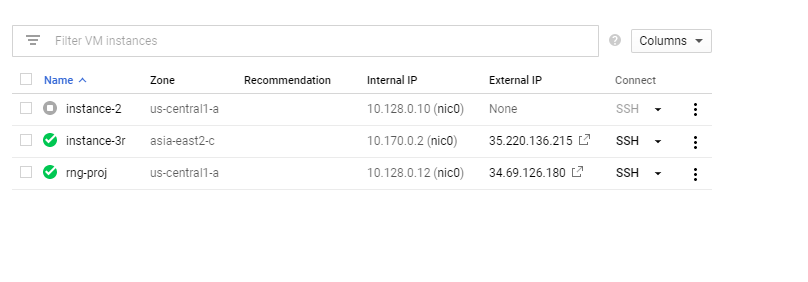 Filter VM instances
Columns
Name Zone Recommendation Internal IP External IP Connect
instance-2 us-central1-a 10.128.0.10 (nic0) None SSH
instance-3r asia-east2-c 10.170.0.2 (nic0) 35.220.136.215 SSH
rng-proj us-central1-a 10.128.0.12 (nic0) 34.69.126.180 SSH